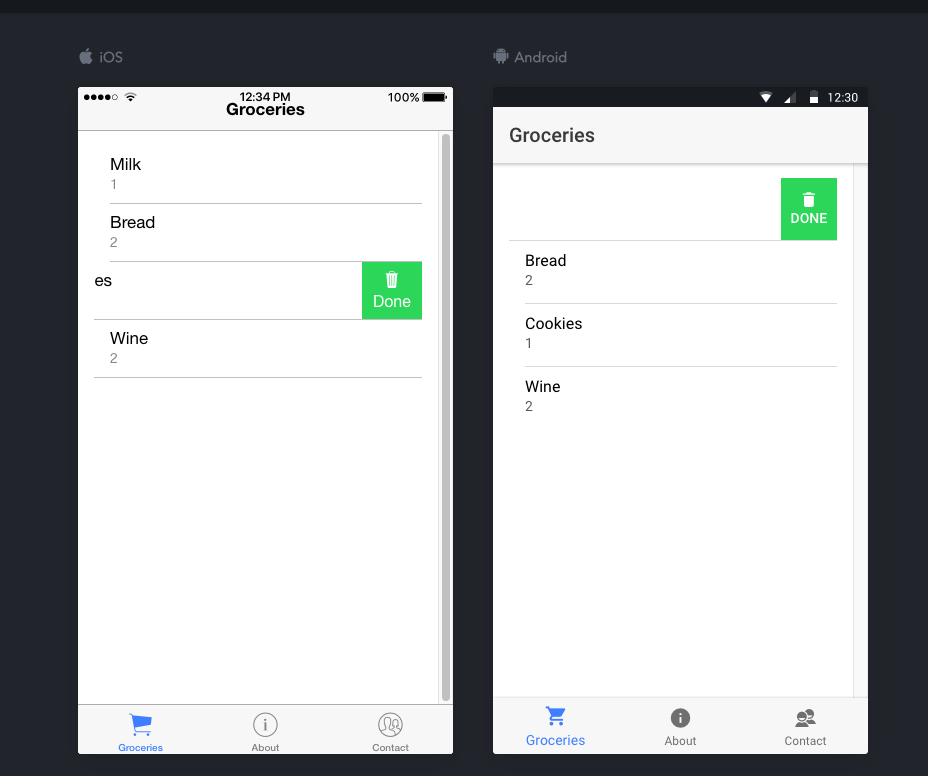 iOS
12:34 PM 100%
Groceries
Milk
1
Bread
2
es
Done
Wine
2
Groceries About Contact
Android
12:30
Groceries
DONE
Bread
2
Cookies
1
Wine
2
Groceries About Contact